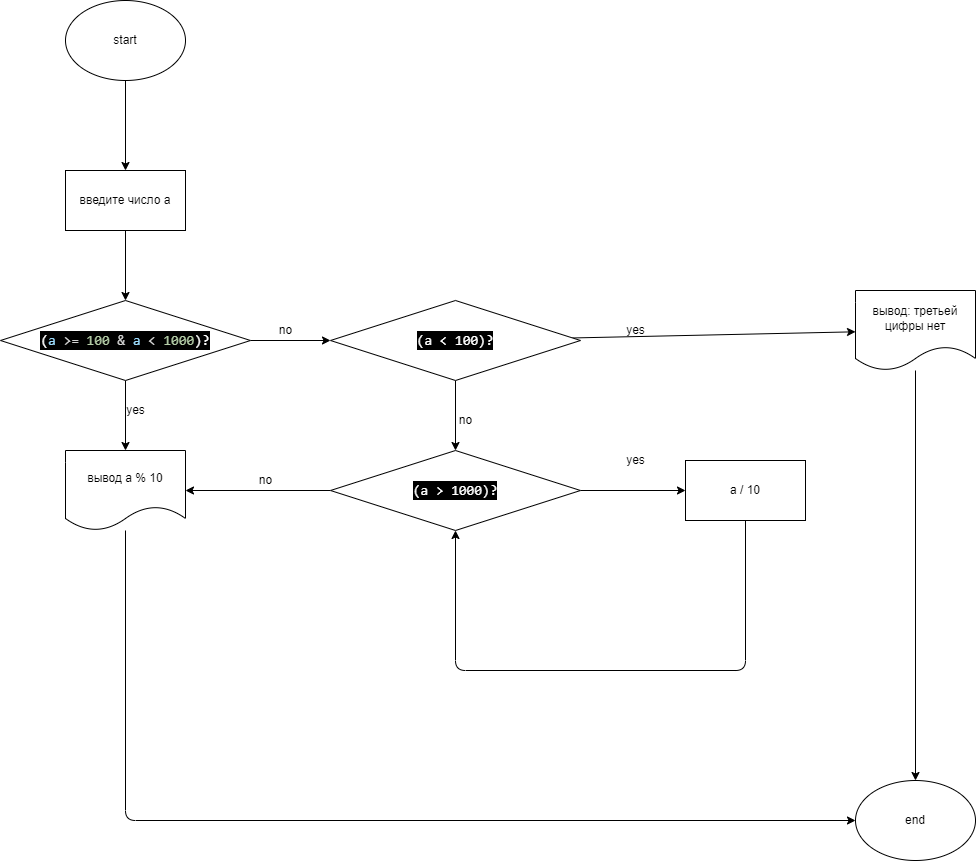 start
введите число a
(a >= 100 & a < 1000)?
no
(a < 100)?
yes
вывод: третьей
цифры нет
yes
no
вывод a % 10
no
(a > 1000)?
yes
a / 10
end